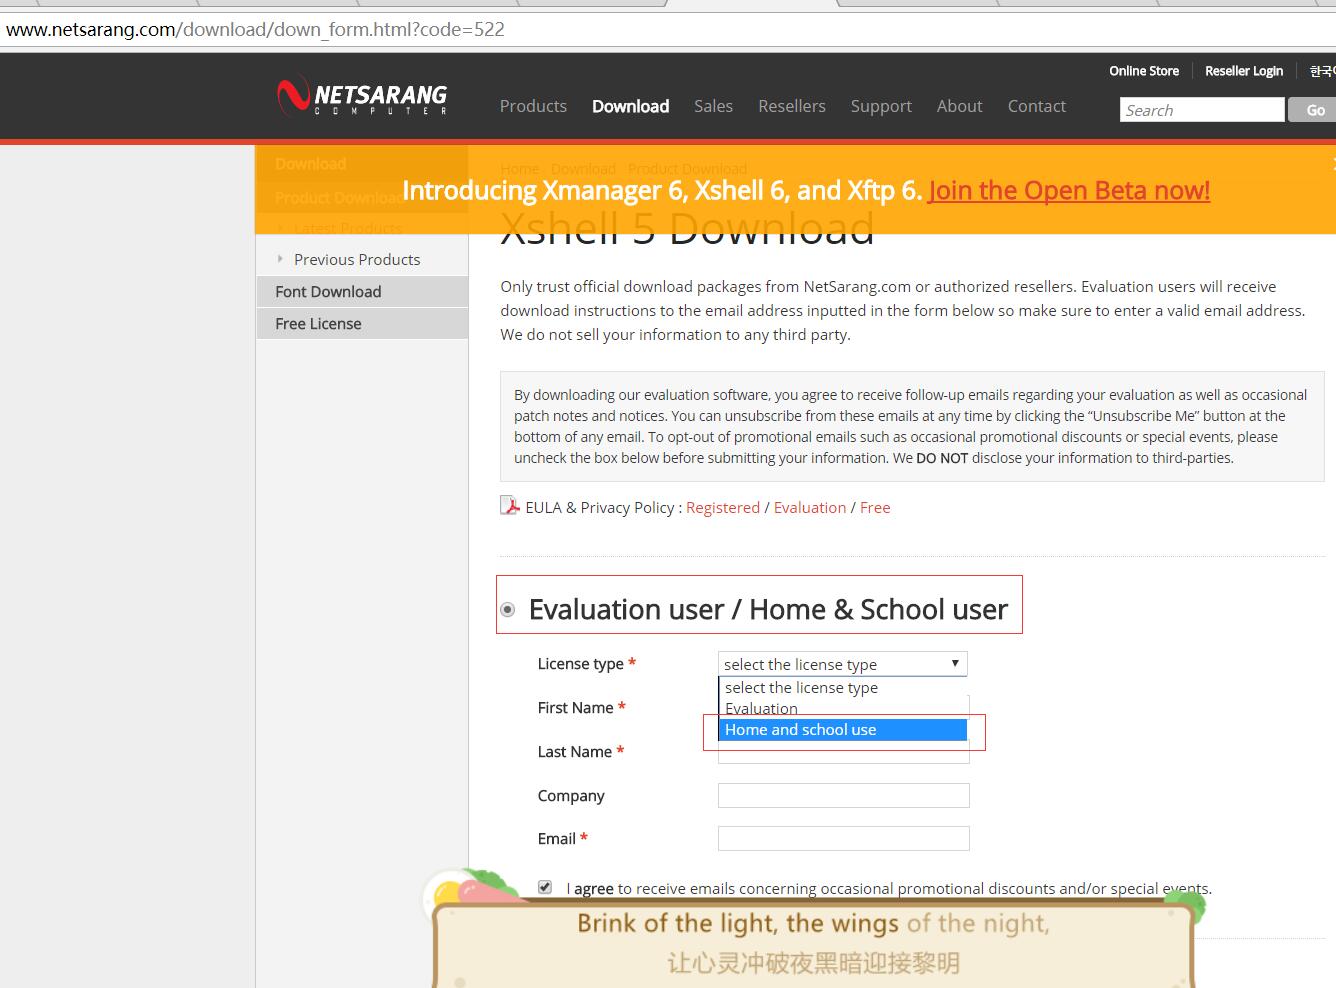 www.netsarang.com/download/down_form.html?code=522
Online Store
Reseller Login
한국
NETSARANG
COMPUTER
Products
Download
Sales
Resellers
Support
About
Contact
Search
Go
Download
Home Download Product Download
Product Download
Introducing Xmanager 6, Xshell 6, and Xftp 6. Join the Open Beta now!
Latest Products
Xshell 5 Download
Previous Products
Font Download
Free License
Only trust official download packages from NetSarang.com or authorized resellers. Evaluation users will receive
download instructions to the email address inputted in the form below so make sure to enter a valid email address.
We do not sell your information to any third party.
By downloading our evaluation software, you agree to receive follow-up emails regarding your evaluation as well as occasional
patch notes and notices. You can unsubscribe from these emails at any time by clicking the “Unsubscribe Me” button at the
bottom of any email. To opt-out of promotional emails such as occasional promotional discounts or special events, please
uncheck the box below before submitting your information. We DO NOT disclose your information to third-parties.
EULA & Privacy Policy : Registered / Evaluation / Free
Evaluation user / Home & School user
License type *
select the license type
select the license type
First Name *
Evaluation
Home and school use
Last Name *
Company
Email *
I agree to receive emails concerning occasional promotional discounts and/or special events.
Brink of the light, the wings of the night,
让心灵冲破夜黑暗迎接黎明